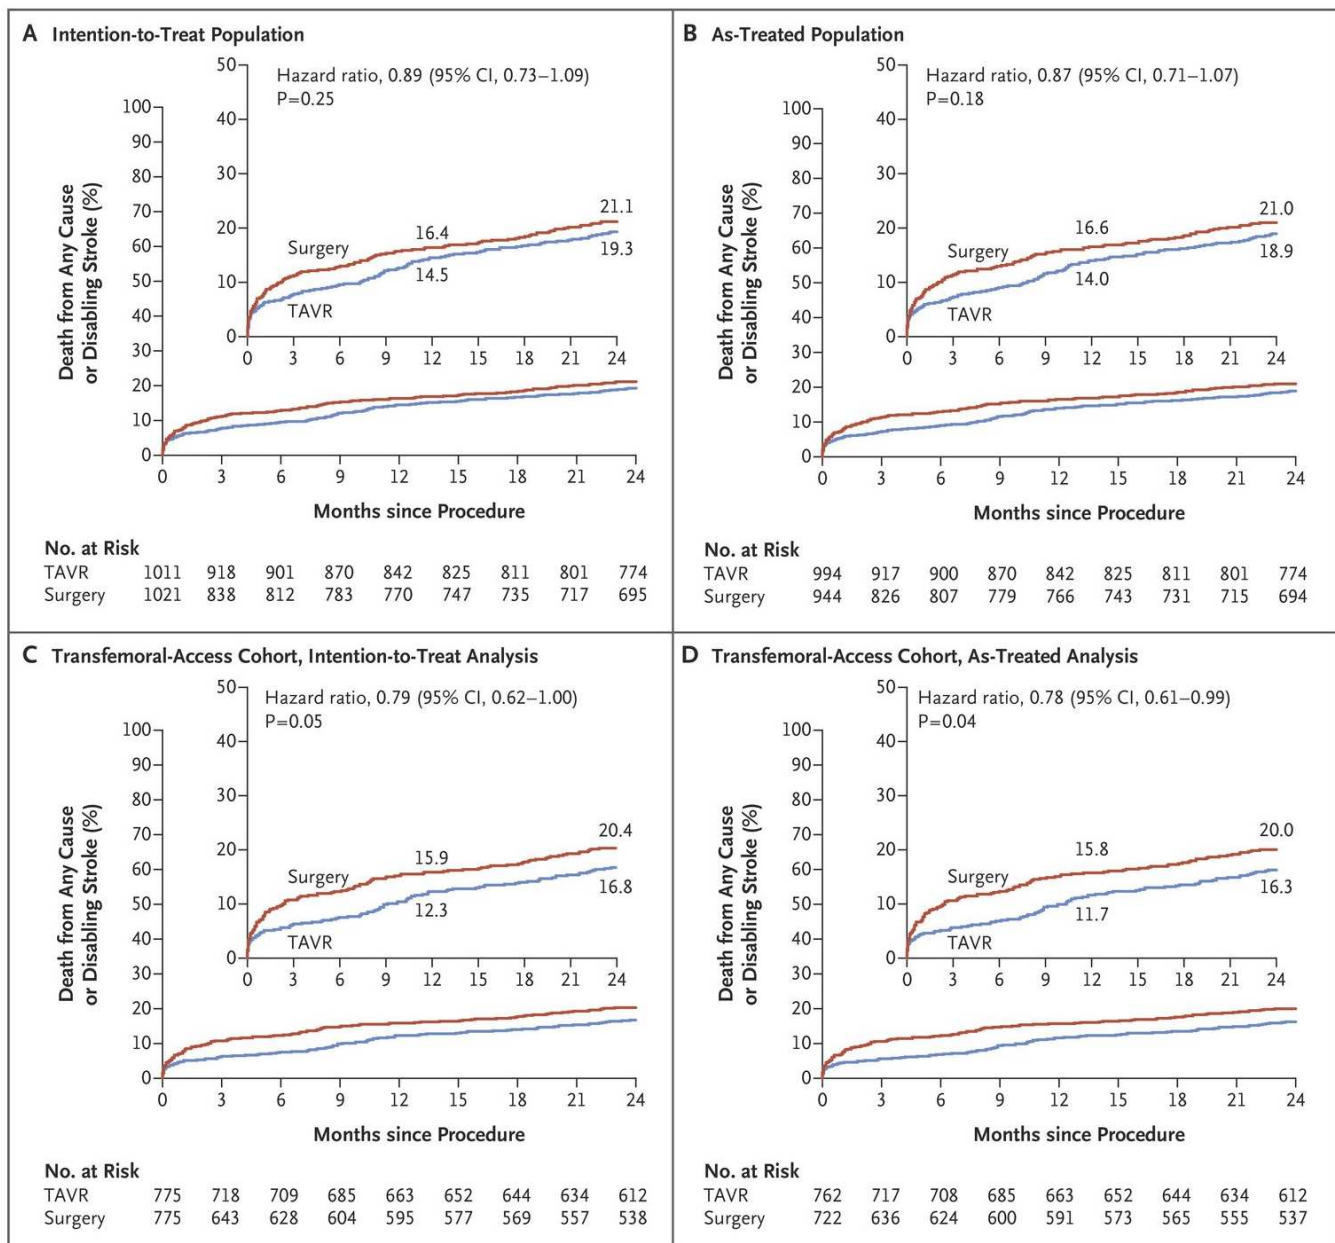 A Intention-to-Treat Population
Hazard ratio, 0.89 (95% CI, 0.73–1.09)
P=0.25
Death from Any Cause
or Disabling Stroke (%)
100
90
80
70
60
50
40
30
20
10
0
50
40
30
20
10
0
Surgery
TAVR
16.4
14.5
21.1
19.3
0 3 6 9 12 15 18 21 24
0 3 6 9 12 15 18 21 24
Months since Procedure
No. at Risk
TAVR 1011 918 901 870 842 825 811 801 774
Surgery 1021 838 812 783 770 747 735 717 695
B As-Treated Population
Hazard ratio, 0.87 (95% CI, 0.71–1.07)
P=0.18
Death from Any Cause
or Disabling Stroke (%)
100
90
80
70
60
50
40
30
20
10
0
50
40
30
20
10
0
Surgery
TAVR
16.6
14.0
21.0
18.9
0 3 6 9 12 15 18 21 24
0 3 6 9 12 15 18 21 24
Months since Procedure
No. at Risk
TAVR 994 917 900 870 842 825 811 801 774
Surgery 944 826 807 779 766 743 731 715 694
C Transfemoral-Access Cohort, Intention-to-Treat Analysis
Hazard ratio, 0.79 (95% CI, 0.62–1.00)
P=0.05
Death from Any Cause
or Disabling Stroke (%)
100
90
80
70
60
50
40
30
20
10
0
50
40
30
20
10
0
Surgery
TAVR
15.9
12.3
20.4
16.8
0 3 6 9 12 15 18 21 24
0 3 6 9 12 15 18 21 24
Months since Procedure
No. at Risk
TAVR 775 718 709 685 663 652 644 634 612
Surgery 775 643 628 604 595 577 569 557 538
D Transfemoral-Access Cohort, As-Treated Analysis
Hazard ratio, 0.78 (95% CI, 0.61–0.99)
P=0.04
Death from Any Cause
or Disabling Stroke (%)
100
90
80
70
60
50
40
30
20
10
0
50
40
30
20
10
0
Surgery
TAVR
15.8
11.7
20.0
16.3
0 3 6 9 12 15 18 21 24
0 3 6 9 12 15 18 21 24
Months since Procedure
No. at Risk
TAVR 762 717 708 685 663 652 644 634 612
Surgery 722 636 624 600 591 573 565 555 537